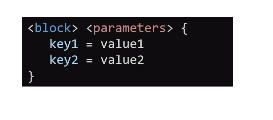 <block> <parameters> {
key1 = value1
key2 = value2
}